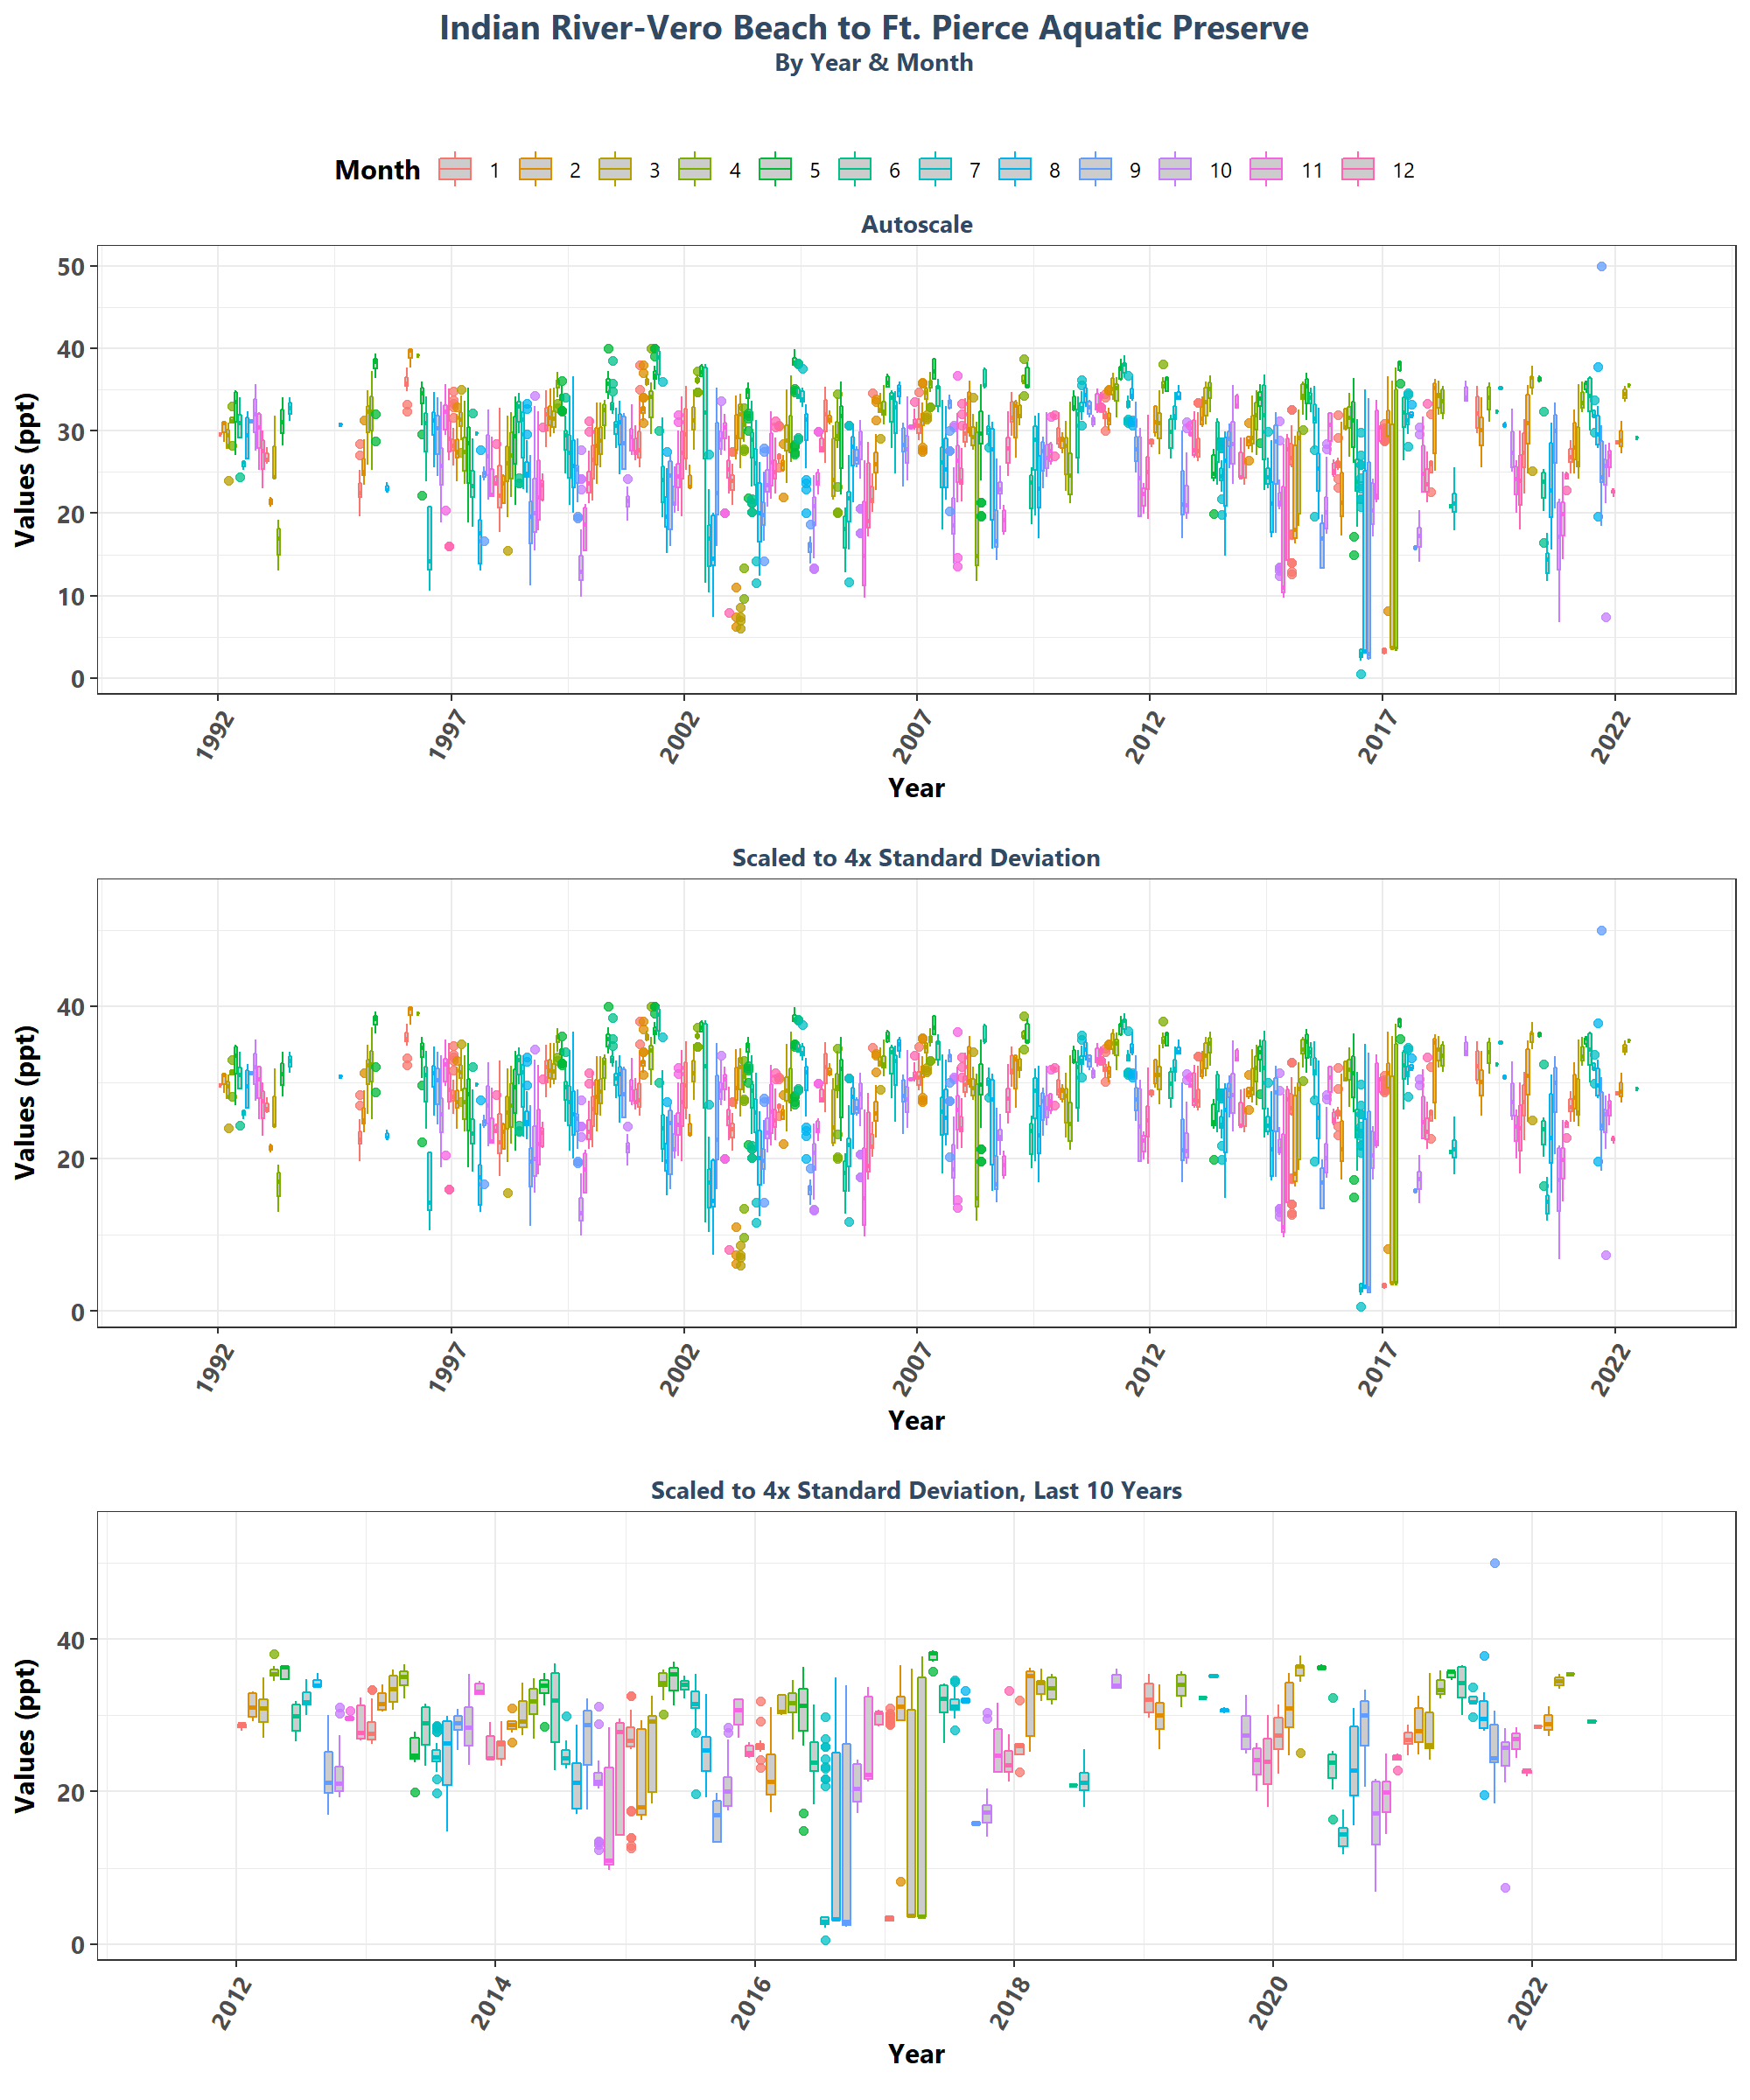 Indian River-Vero Beach to Ft. Pierce Aquatic Preserve
By Year & Month
Month 1 2 3 4 5 6 7 8 9 10 11 12
Autoscale
Values (ppt)
50
40
30
20
10
0
1992 1997 2002 2007 2012 2017 2022
Year
Scaled to 4x Standard Deviation
Values (ppt)
40
20
0
1992 1997 2002 2007 2012 2017 2022
Year
Scaled to 4x Standard Deviation, Last 10 Years
Values (ppt)
40
20
0
2012 2014 2016 2018 2020 2022
Year